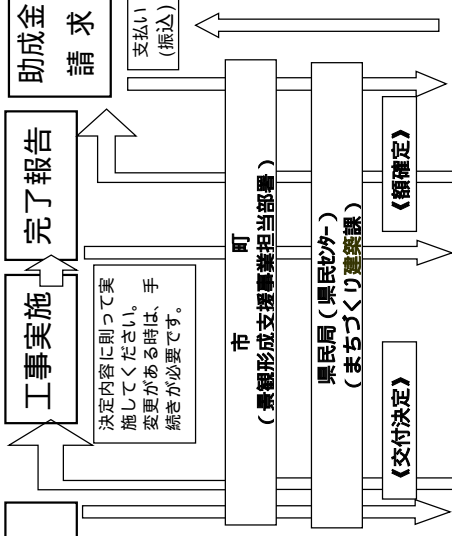 工事実施
完了報告
助成金
請求
決定内容に則って実
施してください。
変更がある時は、手
続きが必要です。
支払い
(振込)
市　　町
(景観形成支援事業担当部署)
県民局(県民センター)
(まちづくり建築課)
《交付決定》
《額確定》